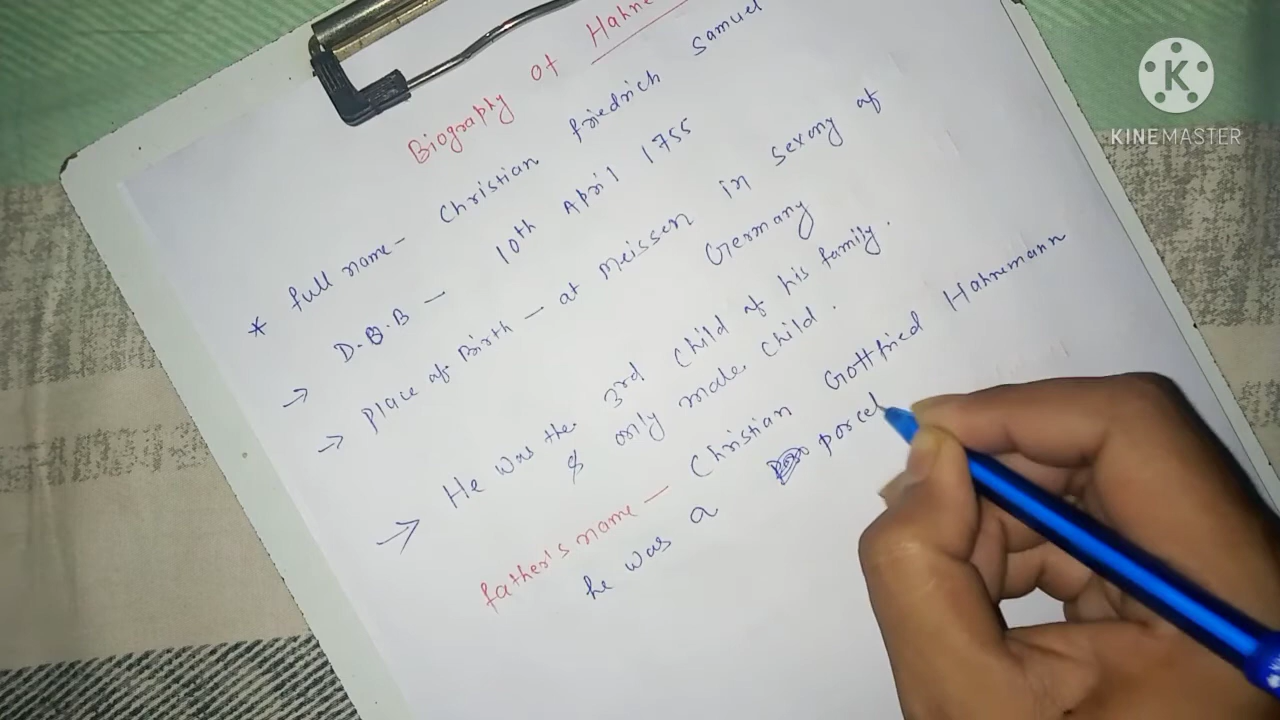 Biography of Hahne
* full name - Christian friedrich Samuel
→ D.O.B - 10th April 1755
→ place of Birth - at Meissen in Sexony of
Germany
→ He was the 3rd child of his family.
& only male child.
father's name - Christian Gottfried Hahnemann
he was a porcel
K
KINEMASTER